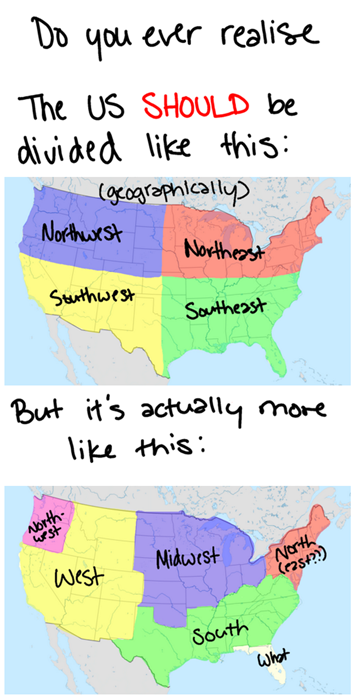 Do you ever realise
The US SHOULD be
divided like this:
(geographically)
Northwest
Northeast
Southwest
Southeast
But it's actually more
like this:
North-
west
West
Midwest
North
(east??)
South
What